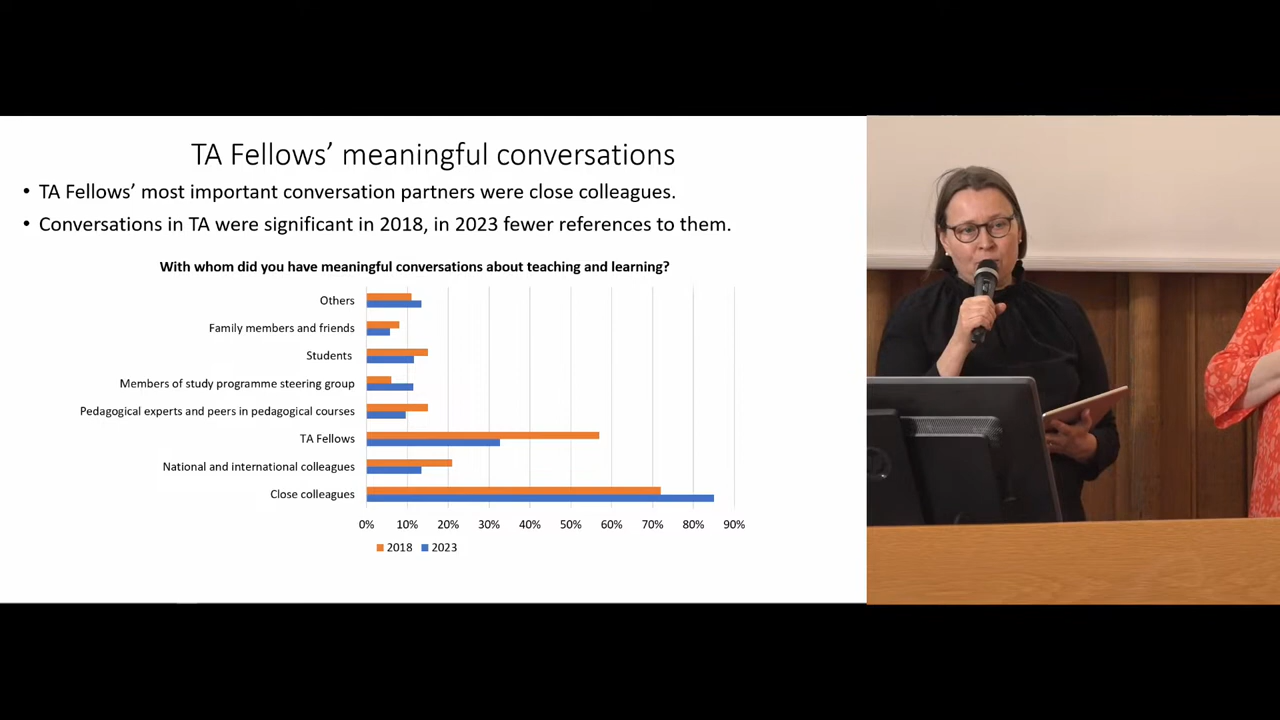 TA Fellows’ meaningful conversations
• TA Fellows’ most important conversation partners were close colleagues.
• Conversations in TA were significant in 2018, in 2023 fewer references to them.
With whom did you have meaningful conversations about teaching and learning?
Others
Family members and friends
Students
Members of study programme steering group
Pedagogical experts and peers in pedagogical courses
TA Fellows
National and international colleagues
Close colleagues
0% 10% 20% 30% 40% 50% 60% 70% 80% 90%
2018 2023